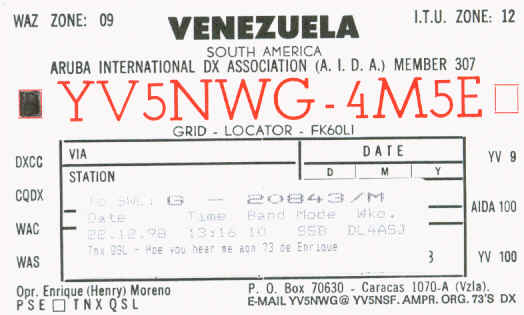 WAZ ZONE: 09
VENEZUELA
I.T.U. ZONE: 12
SOUTH AMERICA
ARUBA INTERNATIONAL DX ASSOCIATION (A. I. D. A.) MEMBER 307
YV5NWG - 4M5E
GRID - LOCATOR - FK60LI
DXCC
CQDX
WAC
WAS
VIA
DATE
STATION
D M Y
To SWL: G - 20843/M
Date Time Band Mode Wkd.
22.12.98 13:16 10 SSB DL4ASJ
Tnx QSL - Hpe you hear me agn 73 de Enrique
YV 9
AIDA 100
YV 100
Opr. Enrique (Henry) Moreno
PSE TNX QSL
P. O. Box 70630 - Caracas 1070-A (Vzla).
E-MAIL YV5NWG@ YV5NSF. AMPR. ORG. 73'S DX